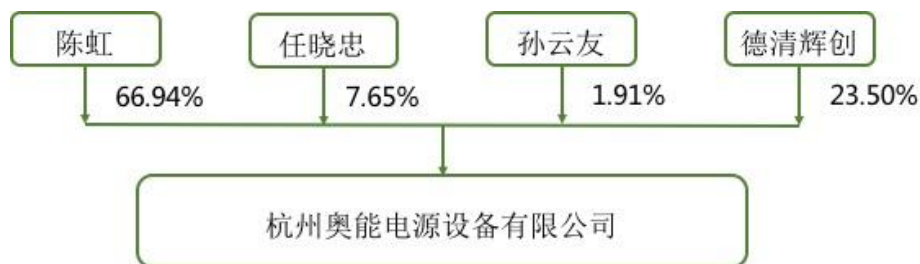 陈虹
任晓忠
孙云友
德清辉创
66.94%
7.65%
1.91%
23.50%
杭州奥能电源设备有限公司